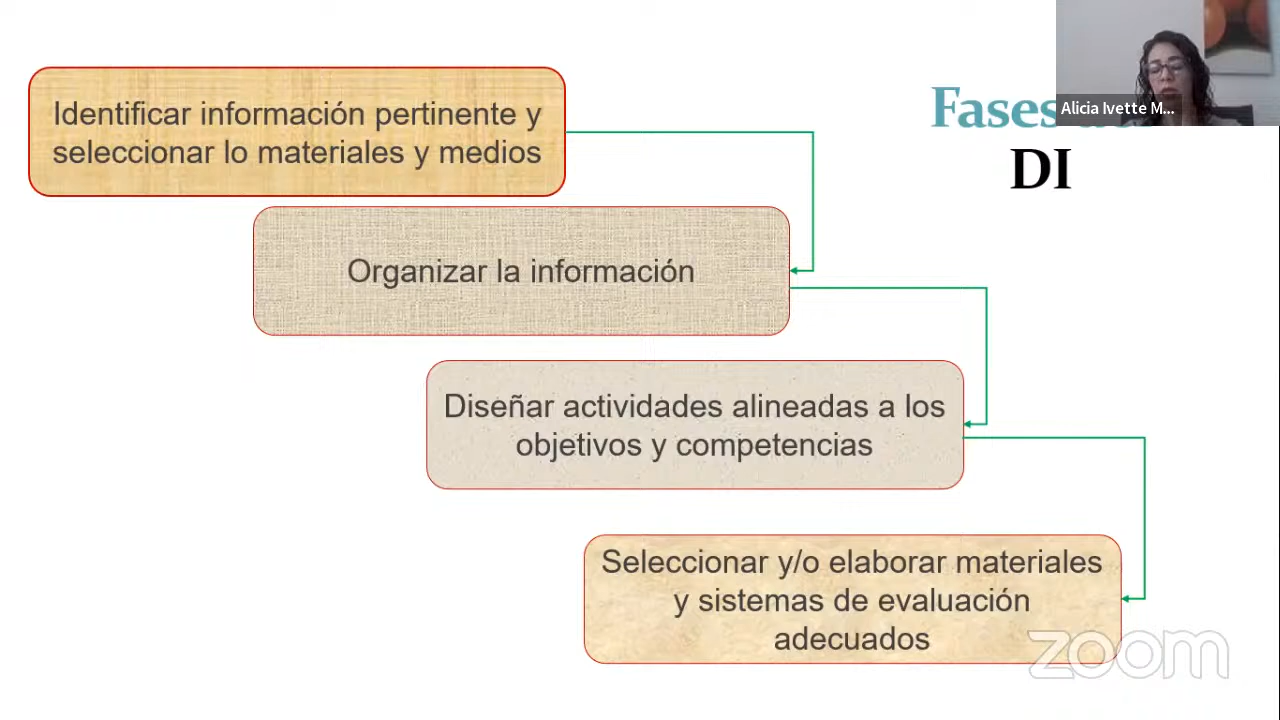 Identificar información pertinente y
seleccionar lo materiales y medios
Fases
DI
Alicia Ivette M...
Organizar la información
Diseñar actividades alineadas a los
objetivos y competencias
Seleccionar y/o elaborar materiales
y sistemas de evaluación
adecuados
zoom